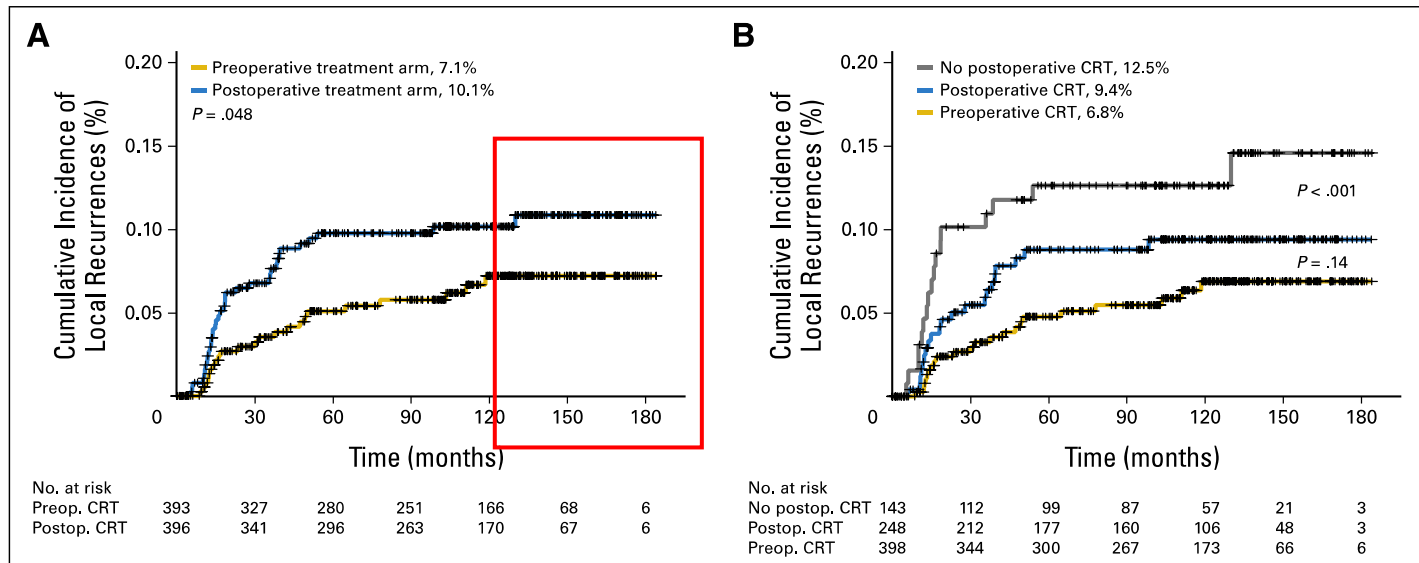 A
0.20
0.15
0.10
0.05
Cumulative Incidence of
Local Recurrences (%)
Preoperative treatment arm, 7.1%
Postoperative treatment arm, 10.1%
P = .048
0 30 60 90 120 150 180
Time (months)
No. at risk
Preop. CRT 393 327 280 251 166 68 6
Postop. CRT 396 341 296 263 170 67 6
B
0.20
0.15
0.10
0.05
Cumulative Incidence of
Local Recurrences (%)
No postoperative CRT, 12.5%
Postoperative CRT, 9.4%
Preoperative CRT, 6.8%
P < .001
P = .14
0 30 60 90 120 150 180
Time (months)
No. at risk
No postop. CRT 143 112 99 87 57 21 3
Postop. CRT 248 212 177 160 106 48 3
Preop. CRT 398 344 300 267 173 66 6